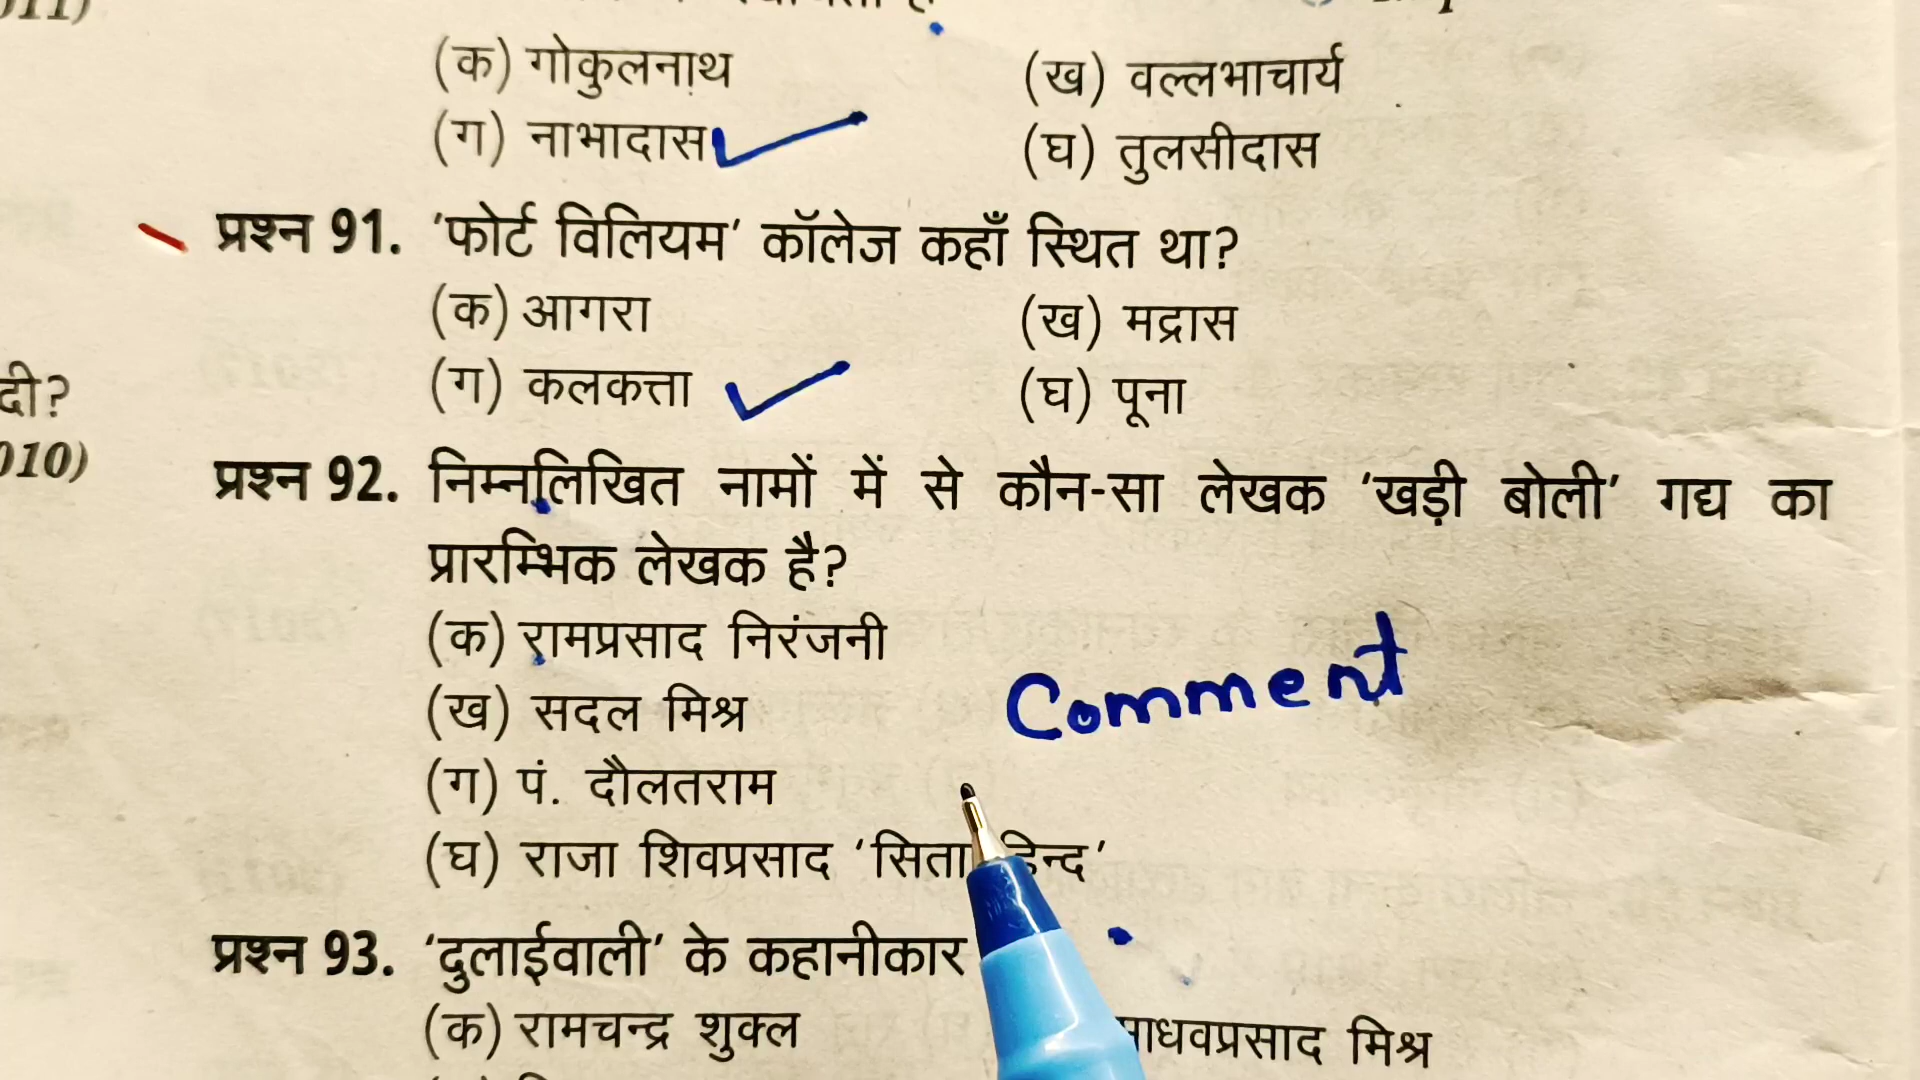 (क) गोकुलनाथ (ख) वल्लभाचार्य
(ग) नाभादास (घ) तुलसीदास
प्रश्न 91. 'फोर्ट विलियम' कॉलेज कहाँ स्थित था?
(क) आगरा (ख) मद्रास
दी?
(ग) कलकत्ता (घ) पूना
010)
प्रश्न 92. निम्नलिखित नामों में से कौन-सा लेखक 'खड़ी बोली' गद्य का
प्रारम्भिक लेखक है?
(क) रामप्रसाद निरंजनी
(ख) सदल मिश्र
Comment
(ग) पं. दौलतराम
(घ) राजा शिवप्रसाद
प्रश्न 93. 'दुलाईवाली' के कहानीकार
(क) रामचन्द्र शुक्ल माधवप्रसाद मिश्र